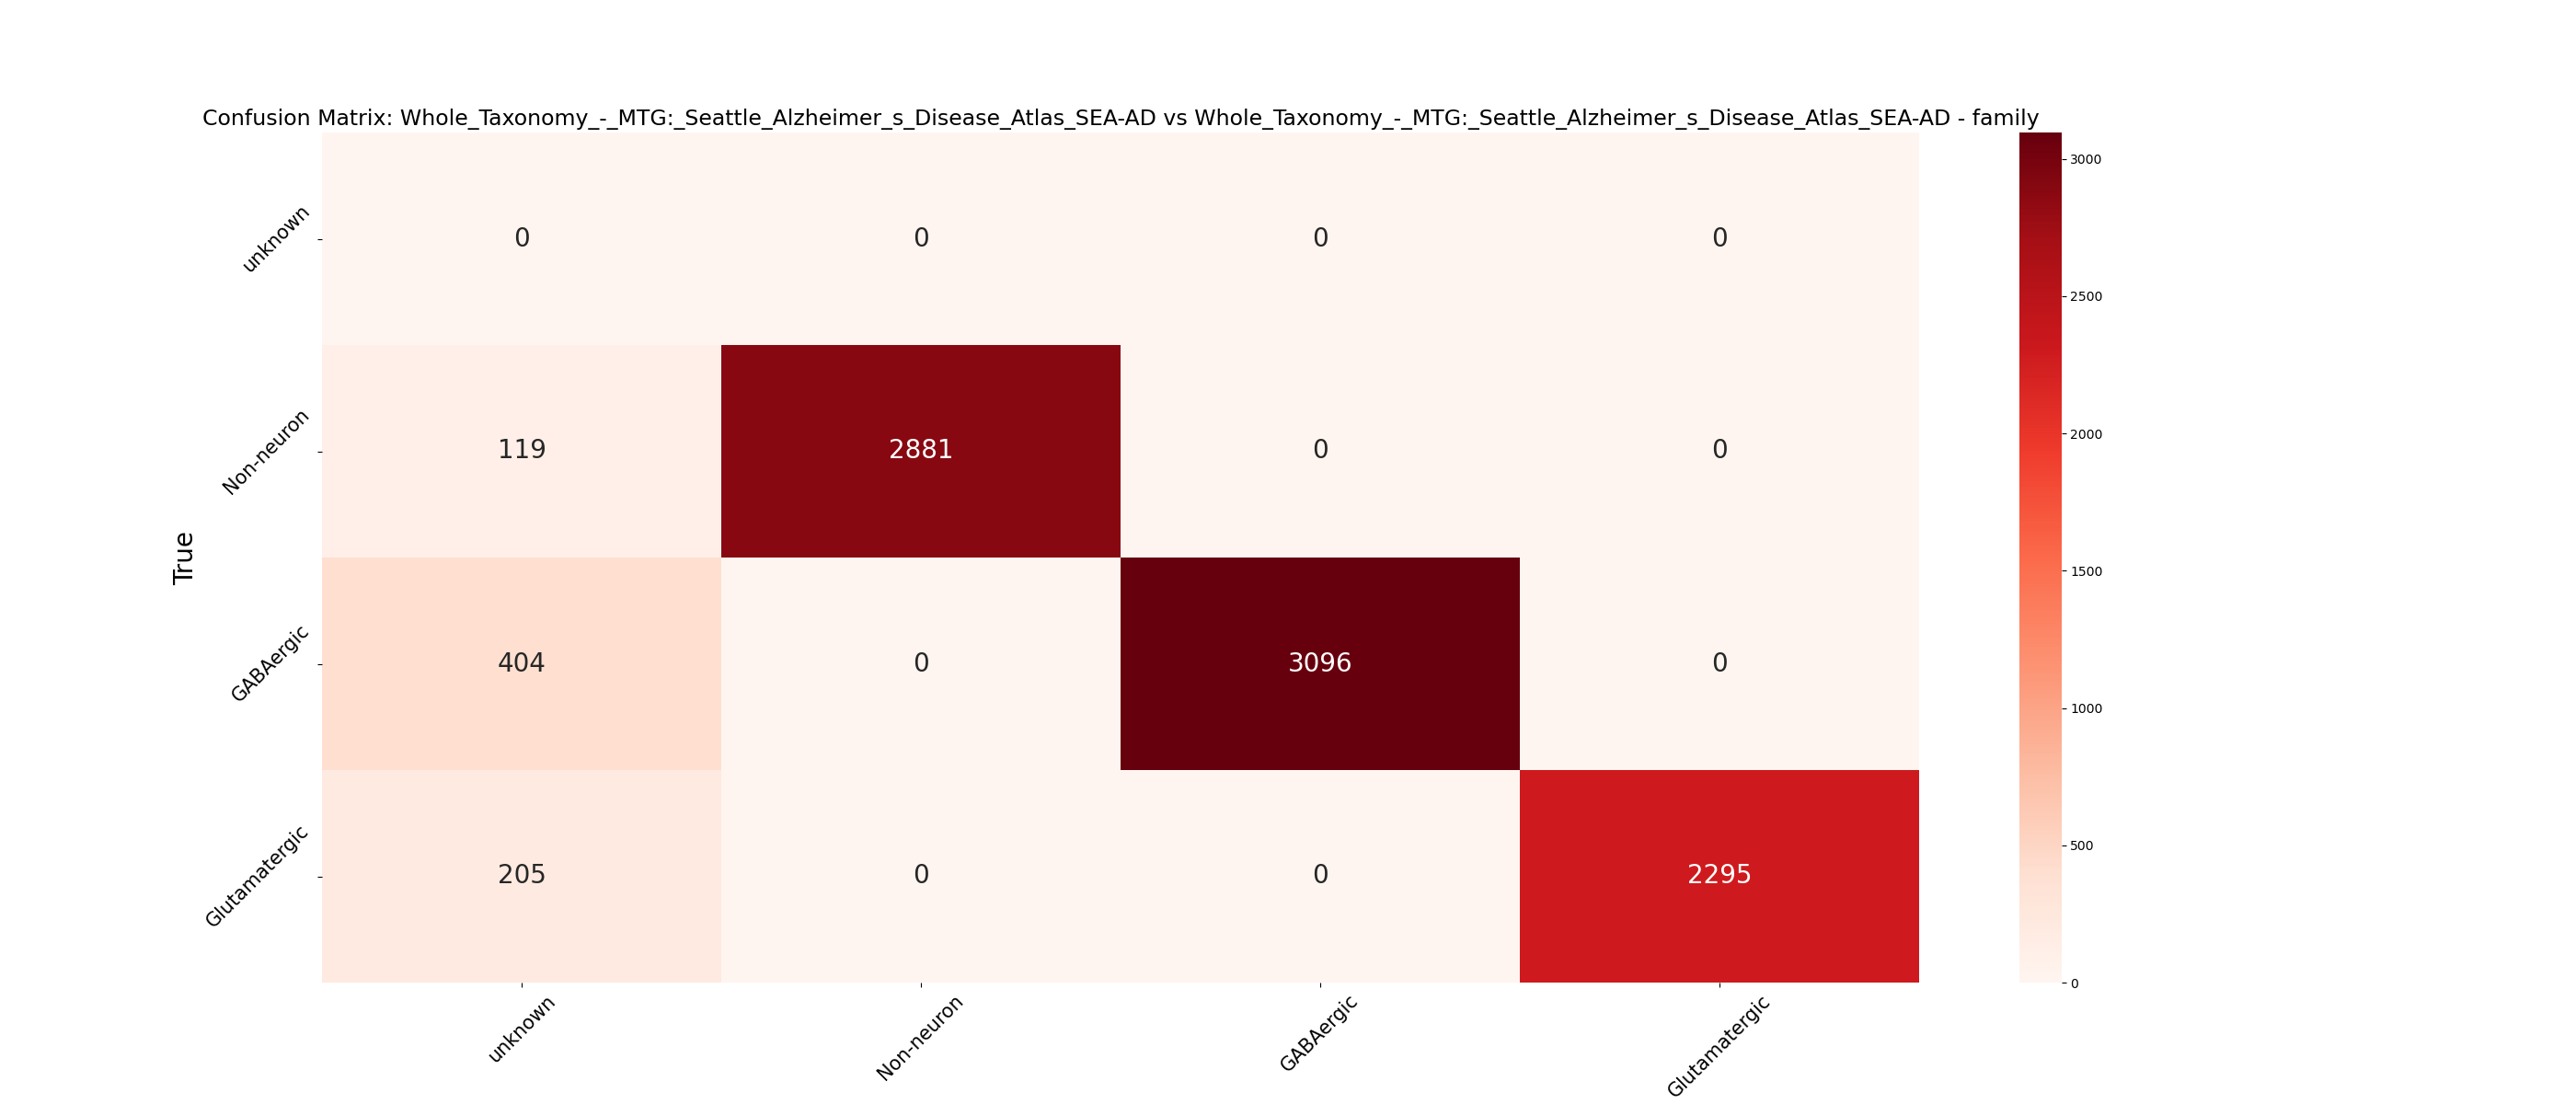 Confusion Matrix: Whole_Taxonomy_-_MTG:_Seattle_Alzheimer_s_Disease_Atlas_SEA-AD vs Whole_Taxonomy_-_MTG:_Seattle_Alzheimer_s_Disease_Atlas_SEA-AD - family
True
unknown
0
0
0
0
Non-neuron
119
2881
0
0
GABAergic
404
0
3096
0
Glutamatergic
205
0
0
2295
unknown
Non-neuron
GABAergic
Glutamatergic
3000
2500
2000
1500
1000
500
0